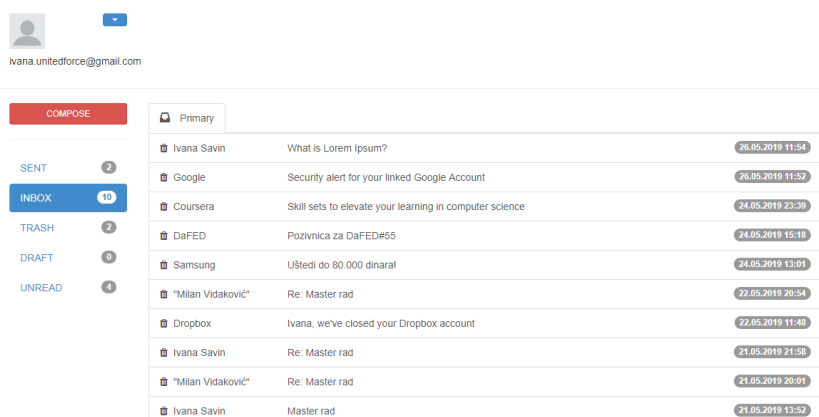 ivana.unitedforce@gmail.com
COMPOSE
Primary
SENT 2
INBOX 10
TRASH 2
DRAFT 0
UNREAD 4
Ivana Savin What is Lorem Ipsum? 26.05.2019 11:54
Google Security alert for your linked Google Account 26.05.2019 11:52
Coursera Skill sets to elevate your learning in computer science 24.05.2019 23:39
DaFED Pozivnica za DaFED#55 24.05.2019 15:18
Samsung Uštedi do 80.000 dinara! 24.05.2019 13:01
"Milan Vidaković" Re: Master rad 22.05.2019 20:54
Dropbox Ivana, we've closed your Dropbox account 22.05.2019 11:48
Ivana Savin Re: Master rad 21.05.2019 21:58
"Milan Vidaković" Re: Master rad 21.05.2019 20:01
Ivana Savin Master rad 21.05.2019 13:52